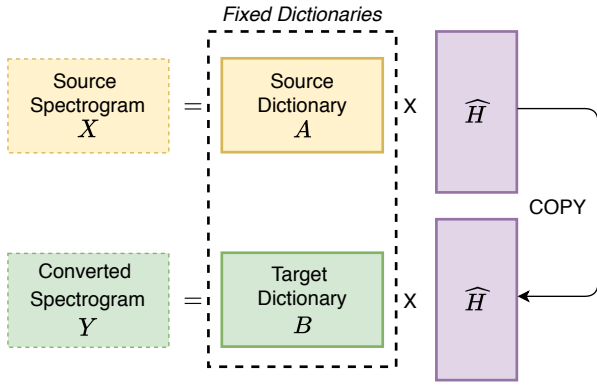 Fixed Dictionaries
Source
Spectrogram
X
=
Source
Dictionary
A
X
Ĥ
COPY
Converted
Spectrogram
Y
=
Target
Dictionary
B
X
Ĥ